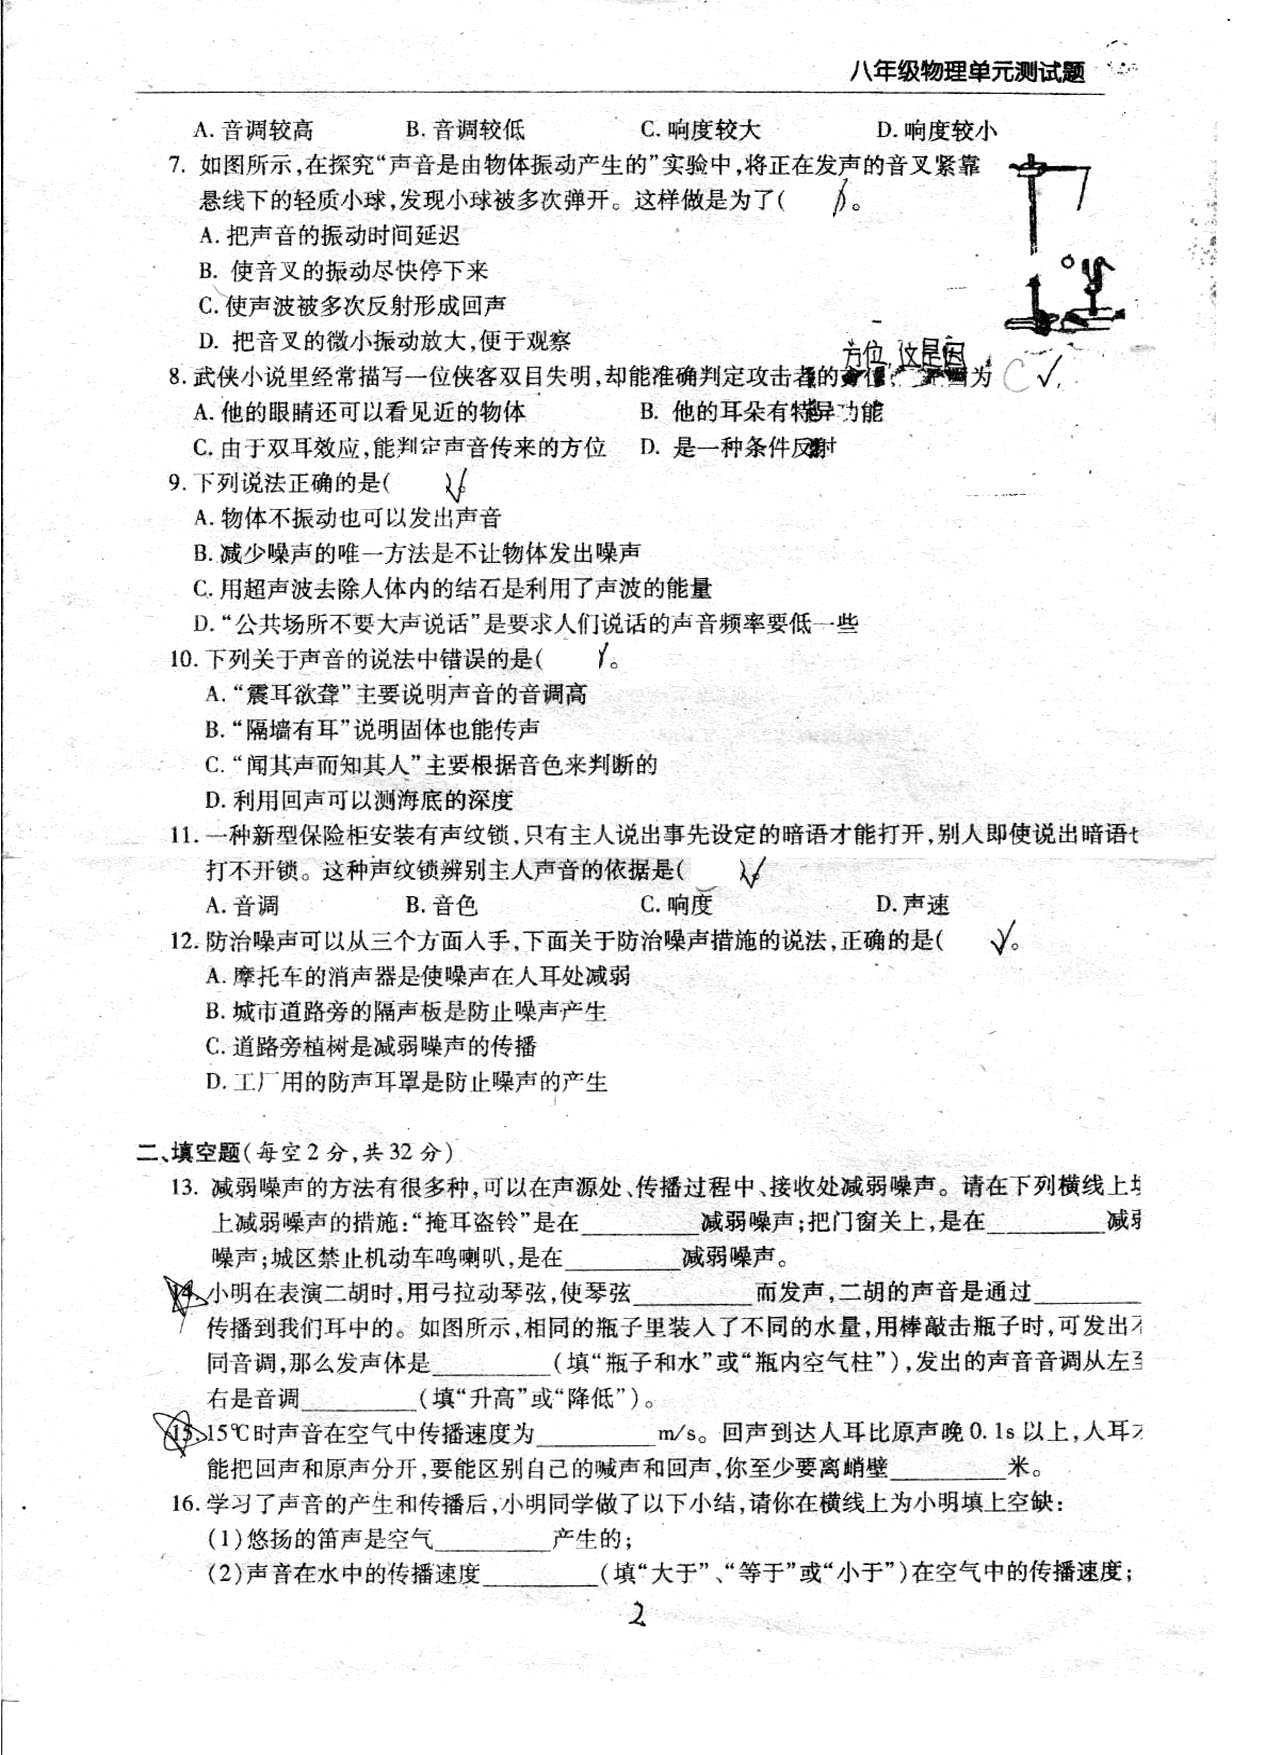 八年级物理单元测试题
A. 音调较高 B. 音调较低 C. 响度较大 D. 响度较小
7. 如图所示,在探究“声音是由物体振动产生的”实验中,将正在发声的音叉紧靠
悬线下的轻质小球,发现小球被多次弹开。这样做是为了( 。
A. 把声音的振动时间延迟
B. 使音叉的振动尽快停下来
C. 使声波被多次反射形成回声
D. 把音叉的微小振动放大,便于观察
方位,这是因
8. 武侠小说里经常描写一位侠客双目失明,却能准确判定攻击者的 为 C
A. 他的眼睛还可以看见近的物体 B. 他的耳朵有特异功能
C. 由于双耳效应,能判定声音传来的方位 D. 是一种条件反射
9. 下列说法正确的是( 。
A. 物体不振动也可以发出声音
B. 减少噪声的唯一方法是不让物体发出噪声
C. 用超声波去除人体内的结石是利用了声波的能量
D. “公共场所不要大声说话”是要求人们说话的声音频率要低一些
10. 下列关于声音的说法中错误的是( 。
A. “震耳欲聋”主要说明声音的音调高
B. “隔墙有耳”说明固体也能传声
C. “闻其声而知其人”主要根据音色来判断的
D. 利用回声可以测海底的深度
11. 一种新型保险柜安装有声纹锁,只有主人说出事先设定的暗语才能打开,别人即使说出暗语
打不开锁。这种声纹锁辨别主人声音的依据是( 。
A. 音调 B. 音色 C. 响度 D. 声速
12. 防治噪声可以从三个方面入手,下面关于防治噪声措施的说法,正确的是( 。
A. 摩托车的消声器是使噪声在人耳处减弱
B. 城市道路旁的隔声板是防止噪声产生
C. 道路旁植树是减弱噪声的传播
D. 工厂用的防声耳罩是防止噪声的产生
二、填空题(每空2分,共32分)
13. 减弱噪声的方法有很多种,可以在声源处、传播过程中、接收处减弱噪声。请在下列横线上
上减弱噪声的措施:“掩耳盗铃”是在________减弱噪声;把门窗关上,是在________减弱
噪声;城区禁止机动车鸣喇叭,是在________减弱噪声。
14. 小明在表演二胡时,用弓拉动琴弦,使琴弦________而发声,二胡的声音是通过________
传播到我们耳中的。如图所示,相同的瓶子里装入了不同的水量,用棒敲击瓶子时,可发出不
同音调,那么发声体是________(填“瓶子和水”或“瓶内空气柱”),发出的声音音调从左至
右是音调________(填“升高”或“降低”)。
15. 15℃时声音在空气中传播速度为________m/s。回声到达人耳比原声晚0.1s以上,人耳才
能把回声和原声分开,要能区别自己的喊声和回声,你至少要离峭壁________米。
16. 学习了声音的产生和传播后,小明同学做了以下小结,请你在横线上为小明填上空缺:
(1)悠扬的笛声是空气________产生的;
(2)声音在水中的传播速度________(填“大于”、“等于”或“小于”)在空气中的传播速度;
2